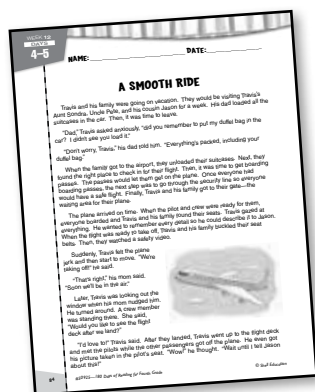 WEEK 12
DAYS
4–5
NAME:
DATE:
A SMOOTH RIDE
Travis and his family were going on vacation. They would be visiting Travis's
Aunt Sondra, Uncle Pete, and his cousin Jason for a week. His dad loaded all the
suitcases in the car. Then, it was time to leave.
"Dad," Travis asked anxiously, "did you remember to put my duffel bag in the
car? I didn't see you load it."
"Don't worry, Travis," his dad told him. "Everything's packed, including your
duffel bag."
When the family got to the airport, they unloaded their suitcases. Next, they
found the right place to check in for their flight. Then, it was time to get boarding
passes. The passes would let them get on the plane. Once everyone had
boarding passes, the next step was to go through the security line so everyone
would have a safe flight. Finally, Travis and his family got to their gate—the
waiting area for their plane.
The plane arrived on time. When the pilot and crew were ready for them,
everyone boarded and Travis and his family found their seats. Travis gazed at
everything. He wanted to remember every detail so he could describe it to Jason.
When the flight was ready to take off, Travis and his family buckled their seat
belts. Then, they watched a safety video.
Suddenly, Travis felt the plane
jerk and then start to move. "We're
taking off!" he said.
"That's right," his mom said.
"Soon we'll be in the air."
Later, Travis was looking out the
window when his mom nudged him.
He turned around. A crew member
was standing there. She said,
"Would you like to see the flight
deck after we land?"
"I'd love to!" Travis said. After they landed, Travis went up to the flight deck
and met the pilots while the other passengers got off the plane. He even got
his picture taken in the pilot's seat. "Wow!" he thought. "Wait until I tell Jason
about this!"
180 Days of Reading for Fourth Grade
© Shell Education